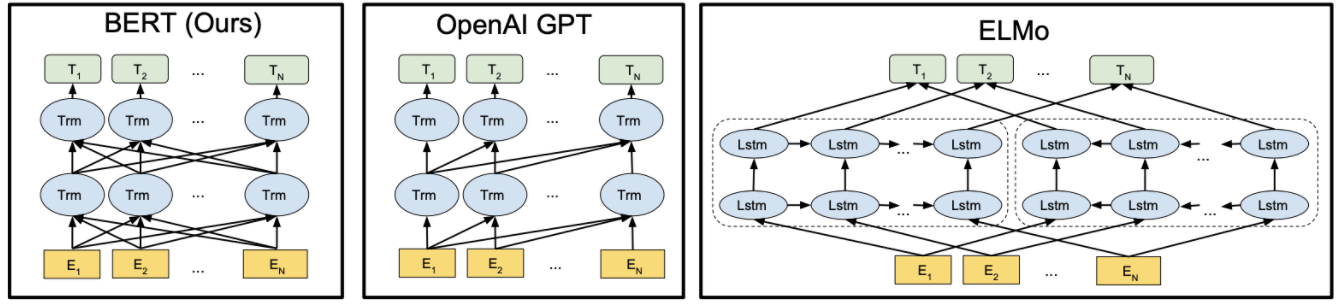 BERT (Ours)
T1 T2 ... TN
Trm Trm ... Trm
Trm Trm ... Trm
E1 E2 ... EN
OpenAI GPT
T1 T2 ... TN
Trm Trm ... Trm
Trm Trm ... Trm
E1 E2 ... EN
ELMo
T1 T2 ... TN
Lstm Lstm ... Lstm Lstm Lstm ... Lstm
Lstm Lstm ... Lstm Lstm Lstm ... Lstm
E1 E2 ... EN